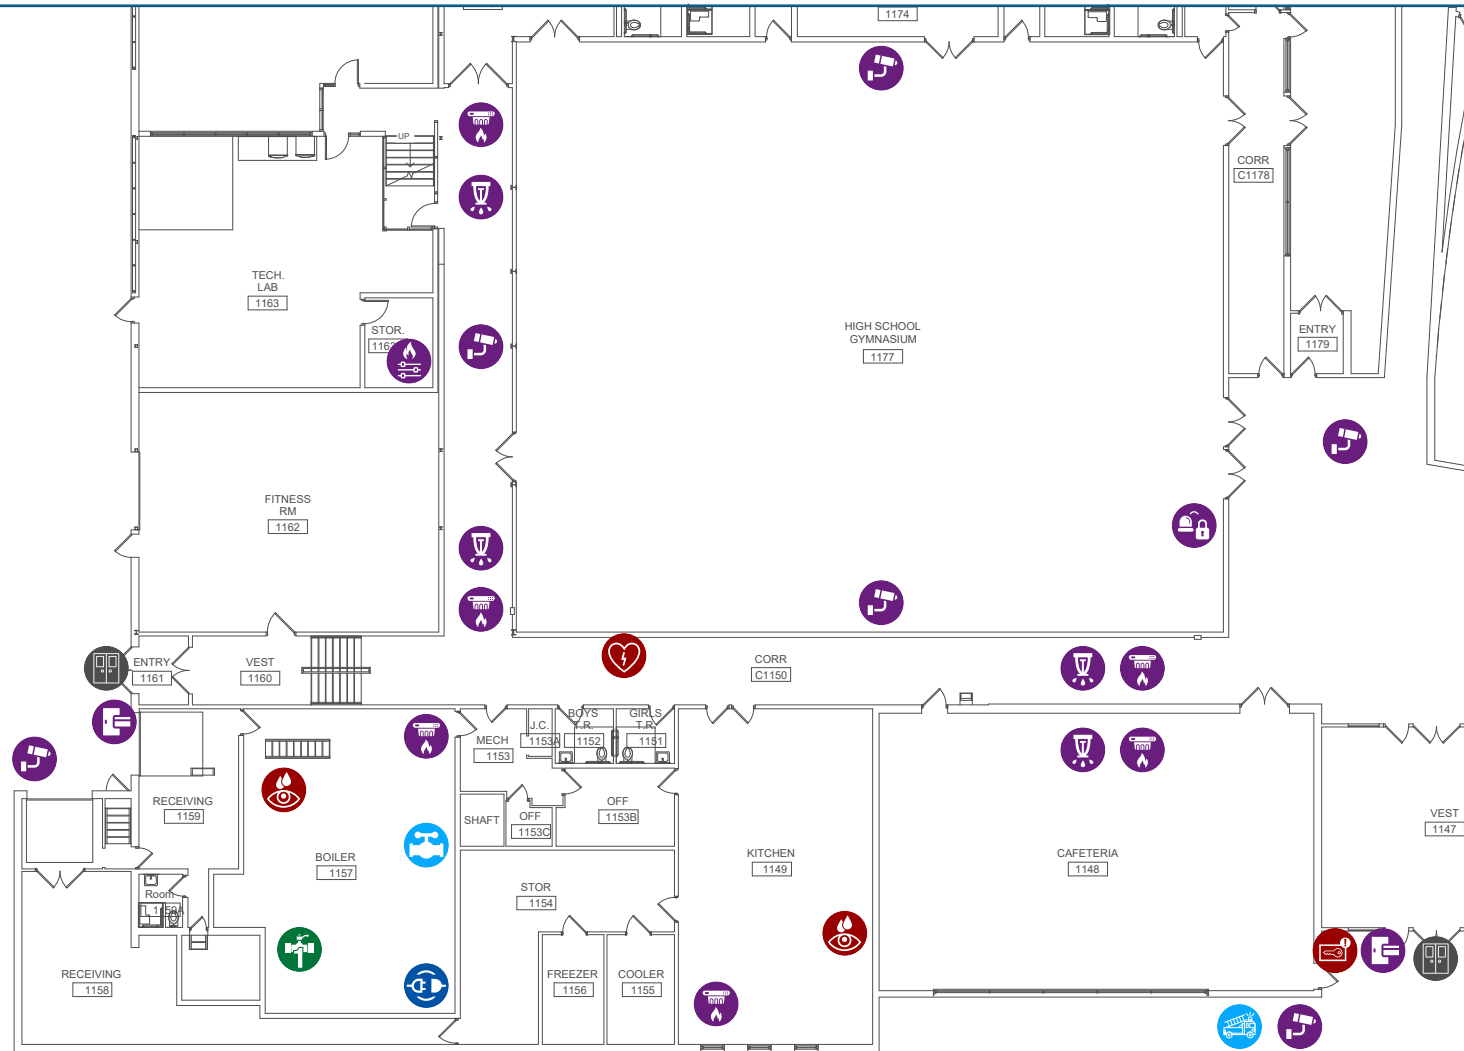 1174
UP
CORR
C1178
TECH.
LAB
1163
STOR.
HIGH SCHOOL
GYMNASIUM
1177
ENTRY
1179
FITNESS
RM
1162
ENTRY
1161
VEST
1160
CORR
C1150
BOYS
T.R.
1152
GIRLS
T.R.
1151
J.C.
1153A
MECH
1153
RECEIVING
1159
OFF
1153B
SHAFT
OFF
1153C
VEST
1147
BOILER
1157
KITCHEN
1149
CAFETERIA
1148
STOR
1154
Room
1159A
RECEIVING
1158
FREEZER
1156
COOLER
1155